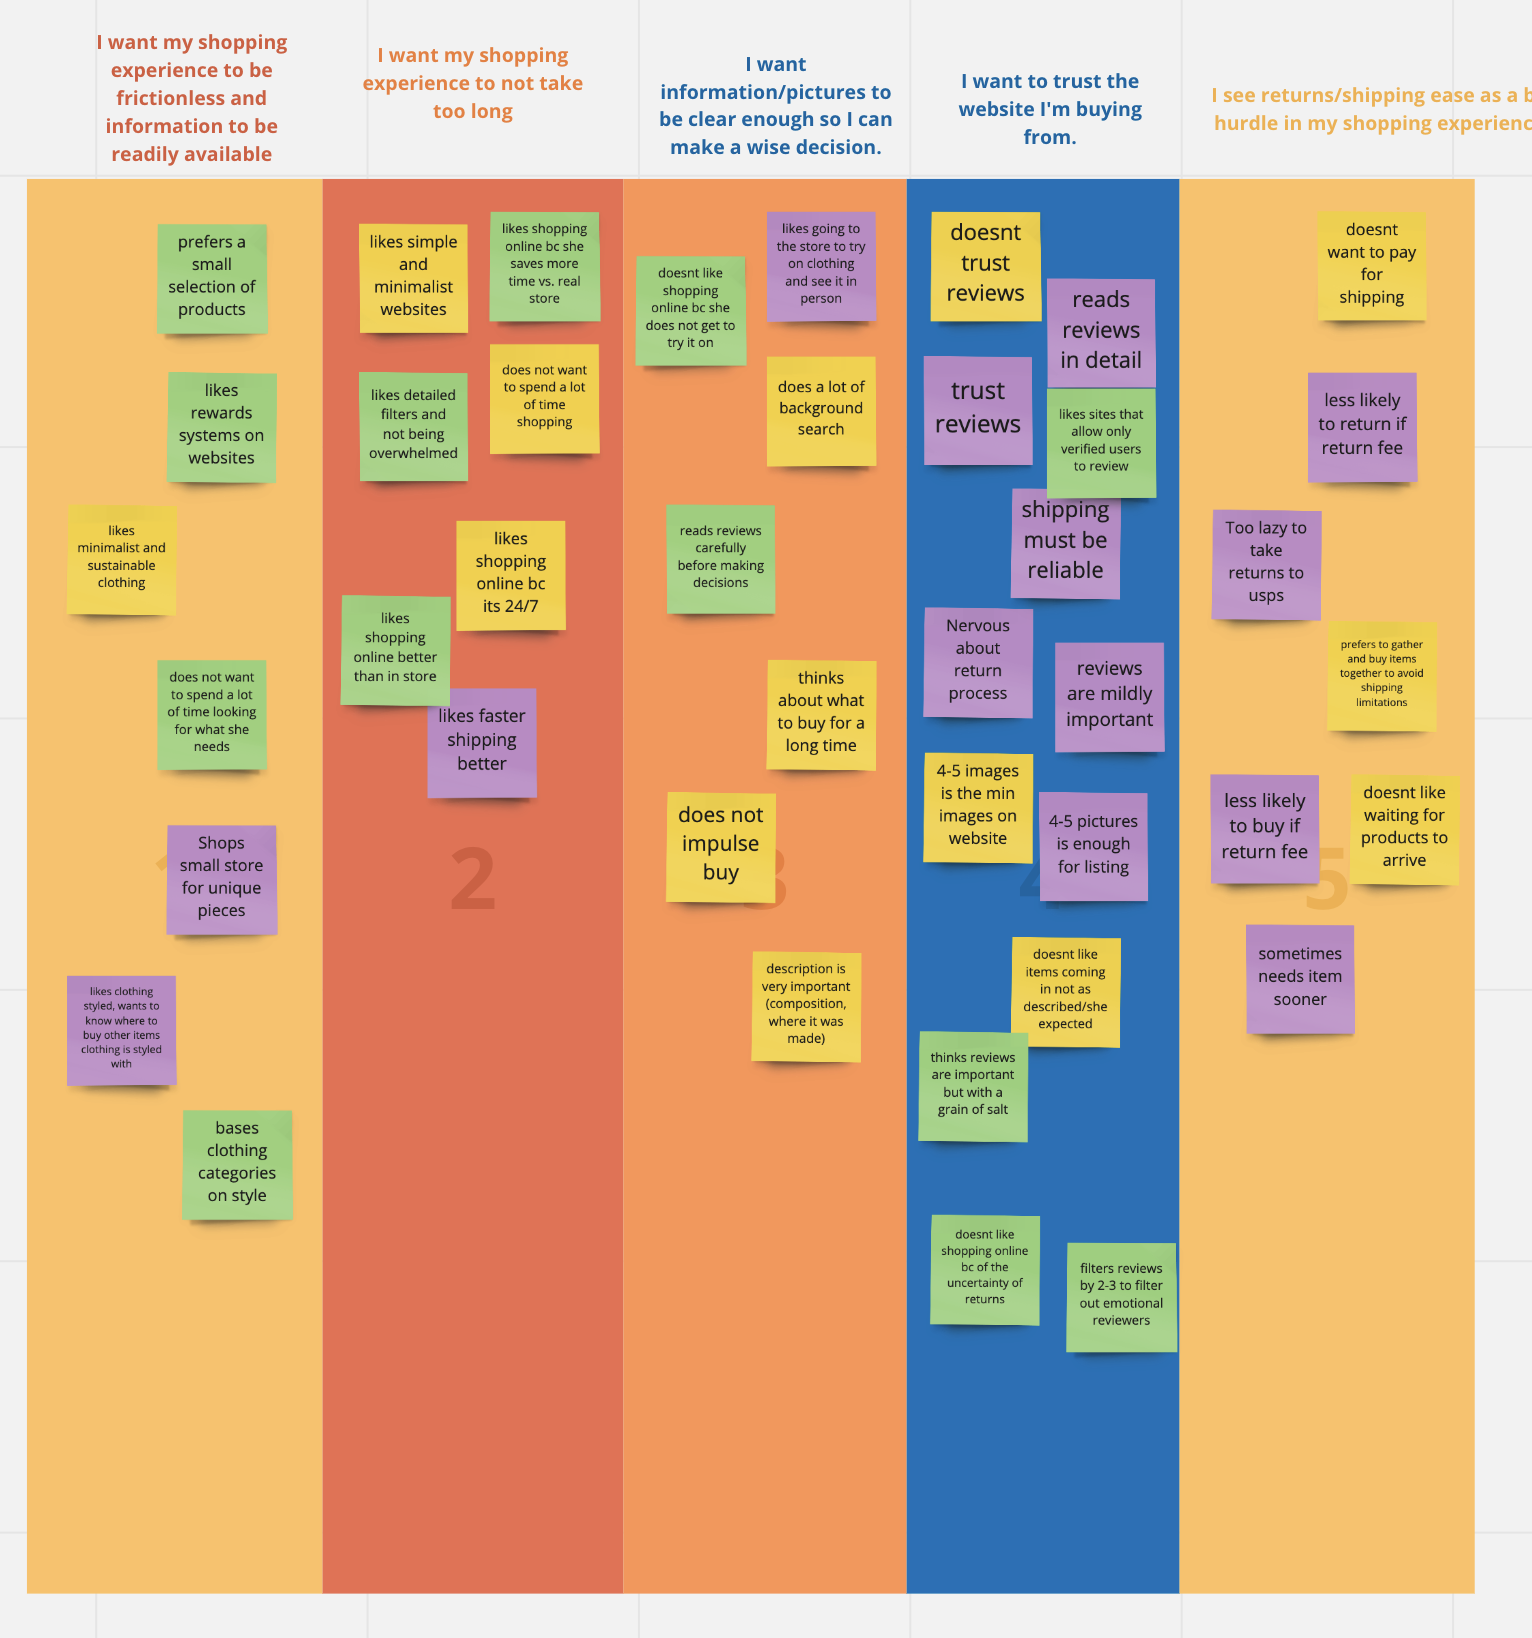 I want my shopping
experience to be
frictionless and
information to be
readily available
I want my shopping
experience to not take
too long
I want
information/pictures to
be clear enough so I can
make a wise decision.
I want to trust the
website I'm buying
from.
I see returns/shipping ease as a
hurdle in my shopping
prefers a
small
selection of
products
likes
rewards
systems on
websites
likes
minimalist and
sustainable
clothing
does not want
to spend a lot
of time looking
for what she
needs
Shops
small store
for unique
pieces
likes clothing
styled, wants to
know where to
buy other items
clothing is styled
with
bases
clothing
categories
on style
likes simple
and
minimalist
websites
likes shopping
online bc she
saves more
time vs. real
store
likes detailed
filters and
not being
overwhelmed
does not want
to spend a lot
of time
shopping
likes
shopping
online bc
its 24/7
likes
shopping
online better
than in store
likes faster
shipping
better
2
doesnt like
shopping
online bc she
does not get to
try it on
likes going to
the store to try
on clothing
and see it in
person
does a lot of
background
search
reads reviews
carefully
before making
decisions
thinks
about what
to buy for a
long time
does not
impulse
buy
3
description is
very important
(composition,
where it was
made)
doesnt
trust
reviews
reads
reviews
in detail
trust
reviews
likes sites that
allow only
verified users
to review
shipping
must be
reliable
Nervous
about
return
process
reviews
are mildly
important
4-5 images
is the min
images on
website
4-5 pictures
is enough
for listing
4
doesnt like
items coming
in not as
described/she
expected
thinks reviews
are important
but with a
grain of salt
doesnt like
shopping online
bc of the
uncertainty of
returns
filters reviews
by 2-3 to filter
out emotional
reviewers
doesnt
want to pay
for
shipping
less likely
to return if
return fee
Too lazy to
take
returns to
usps
prefers to gather
and buy items
together to avoid
shipping
limitations
less likely
to buy if
return fee
doesnt like
waiting for
products to
arrive
5
sometimes
needs item
sooner